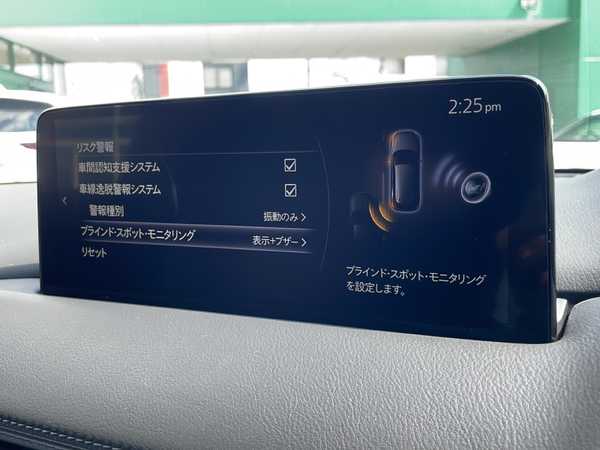 2:25pm
リスク警報
車間認知支援システム
車線逸脱警報システム
警報種別 振動のみ
ブラインド・スポット・モニタリング 表示+ブザー
リセット
ブラインド・スポット・モニタリング
を設定します。